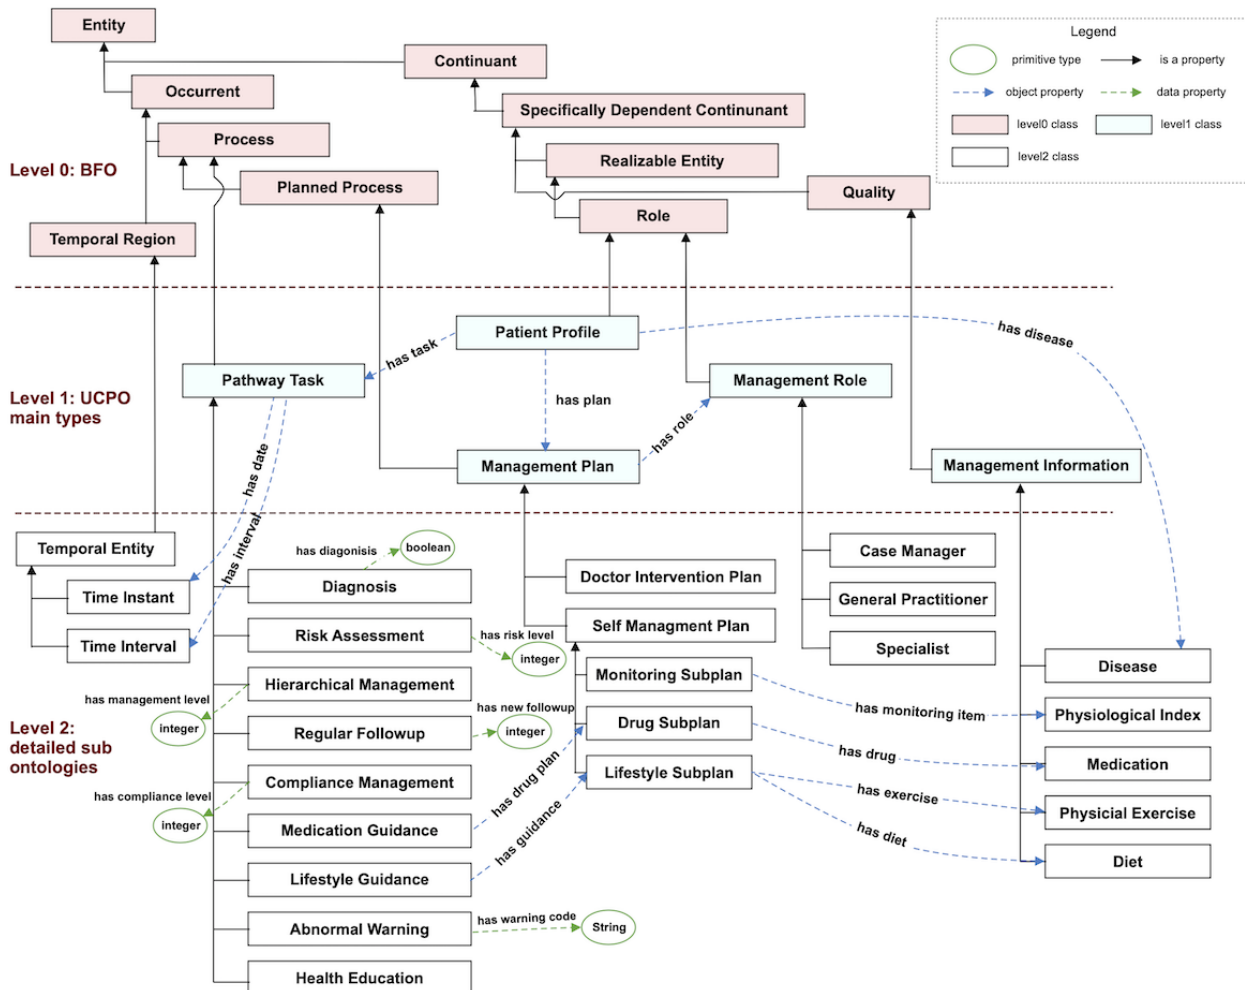 Entity
Legend
primitive type
is a property
object property
data property
level0 class
level1 class
level2 class
Continuant
Occurrent
Specifically Dependent Continunant
Process
Realizable Entity
Level 0: BFO
Planned Process
Quality
Role
Temporal Region
Patient Profile
has disease
has task
Pathway Task
Management Role
Level 1: UCPO
main types
has plan
has role
has date
Management Plan
Management Information
has interval
Temporal Entity
has diagonisis
boolean
Case Manager
Time Instant
Diagnosis
Doctor Intervention Plan
General Practitioner
Time Interval
Risk Assessment
has risk level
integer
Self Managment Plan
Specialist
Disease
Monitoring Subplan
Hierarchical Management
has management level
integer
has monitoring item
Physiological Index
Level 2:
detailed sub
ontologies
Regular Followup
has new followup
integer
Drug Subplan
has drug
Medication
Compliance Management
has drug plan
Lifestyle Subplan
has compliance level
integer
has exercise
Physicial Exercise
Medication Guidance
has guidance
has diet
Diet
Lifestyle Guidance
Abnormal Warning
has warning code
String
Health Education